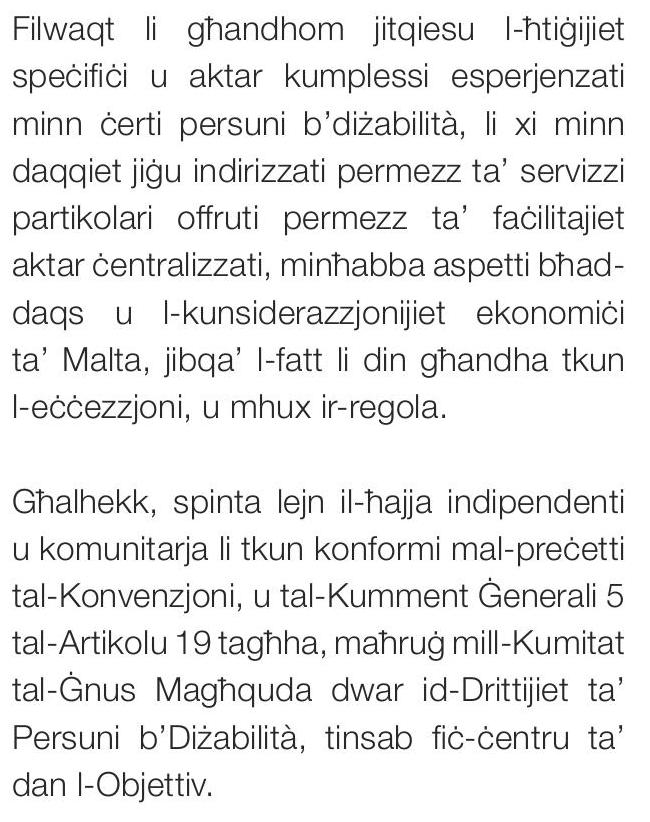 Filwaqt li għandhom jitqiesu l-ħtiġijiet
speċifiċi u aktar kumplessi esperjenzati
minn ċerti persuni b’diżabilità, li xi minn
daqqiet jiġu indirizzati permezz ta’ servizzi
partikolari offruti permezz ta’ faċilitajiet
aktar ċentralizzati, minħabba aspetti bħad-
daqs u l-kunsiderazzjonijiet ekonomiċi
ta’ Malta, jibqa’ l-fatt li din għandha tkun
l-eċċezzjoni, u mhux ir-regola.

Għalhekk, spinta lejn il-ħajja indipendenti
u komunitarja li tkun konformi mal-preċetti
tal-Konvenzjoni, u tal-Kumment Ġenerali 5
tal-Artikolu 19 tagħha, maħruġ mill-Kumitat
tal-Ġnus Magħquda dwar id-Drittijiet ta’
Persuni b’Diżabilità, tinsab fiċ-ċentru ta’
dan l-Objettiv.